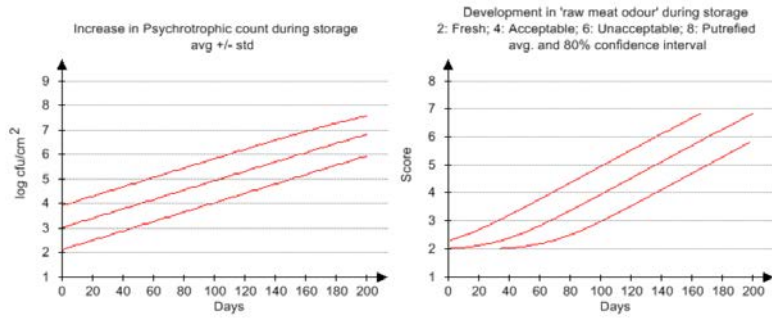 Increase in Psychrotrophic count during storage
avg +/- std
9
8
7
6
5
4
3
2
1
log cfu/cm²
0 20 40 60 80 100 120 140 160 180 200
Days
Development in 'raw meat odour' during storage
2: Fresh; 4: Acceptable; 6: Unacceptable; 8: Putrefied
avg. and 80% confidence interval
8
7
6
5
4
3
2
1
Score
0 20 40 60 80 100 120 140 160 180 200
Days